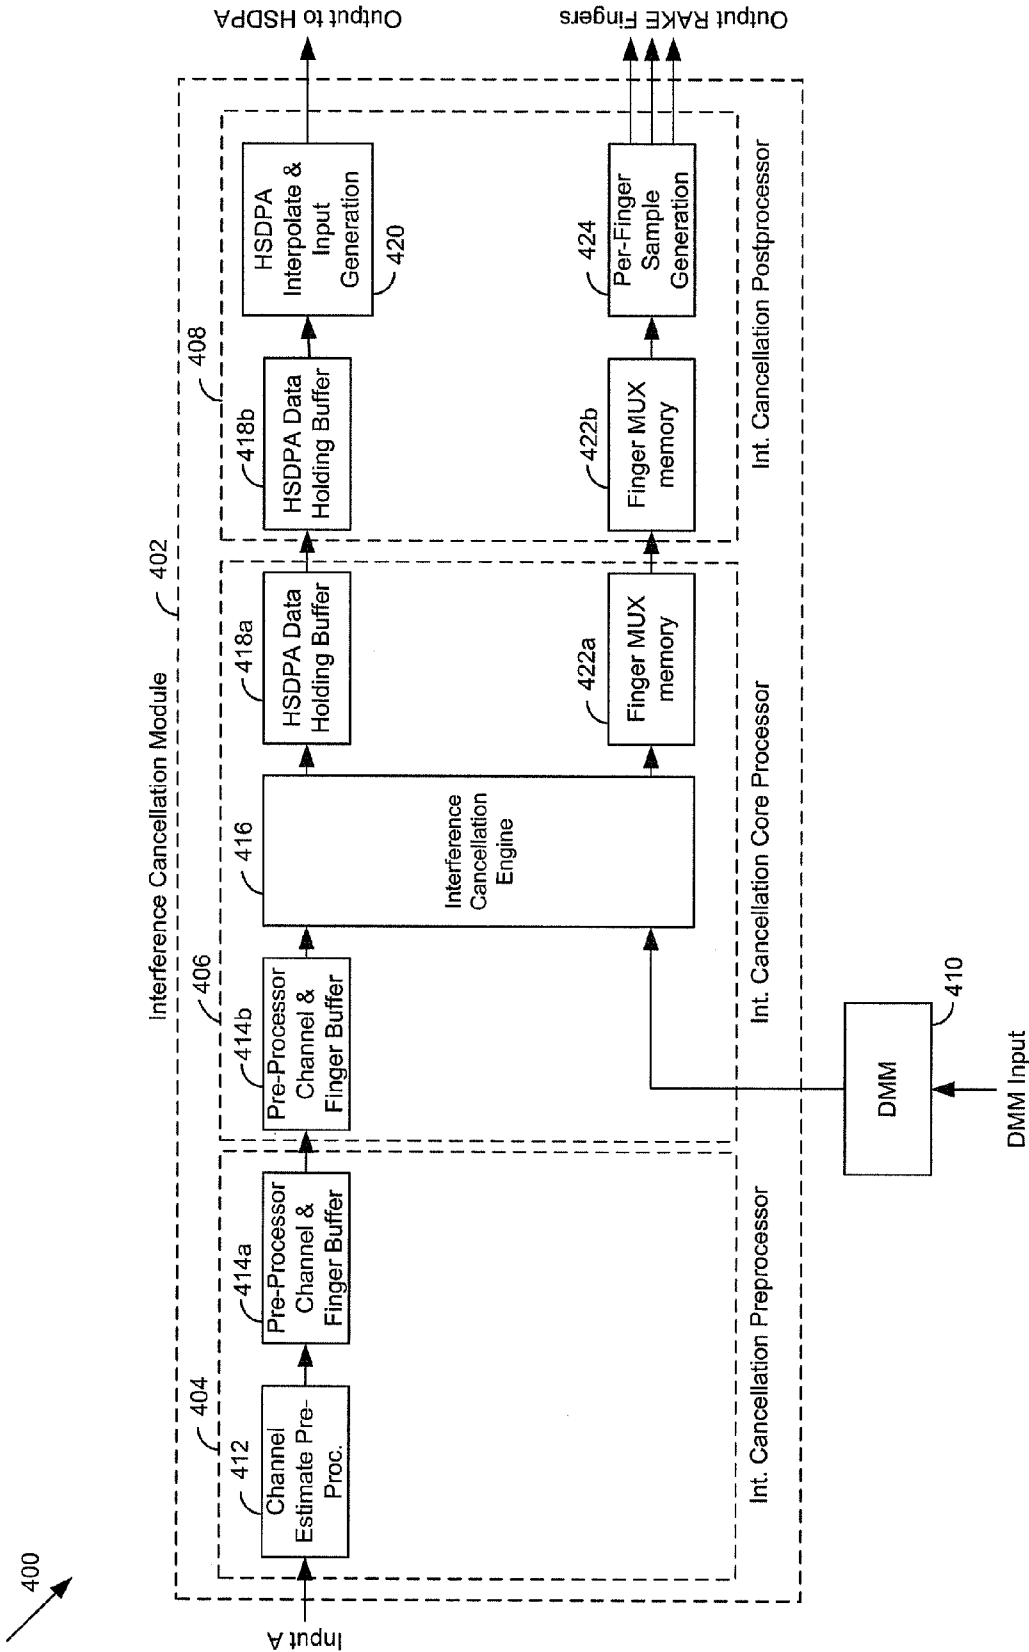 400
Interference Cancellation Module
402
404
406
408
412
Channel
Estimate Pre-
Proc.
414a
Pre-Processor
Channel &
Finger Buffer
414b
Pre-Processor
Channel &
Finger Buffer
416
Interference
Cancellation
Engine
418a
HSDPA Data
Holding Buffer
418b
HSDPA Data
Holding Buffer
HSDPA
Interpolate &
Input
Generation
420
422a
Finger MUX
memory
422b
Finger MUX
memory
424
Per-Finger
Sample
Generation
Input A
Output to HSDPA
Output RAKE Fingers
Int. Cancellation Preprocessor
Int. Cancellation Core Processor
Int. Cancellation Postprocessor
DMM
410
DMM Input